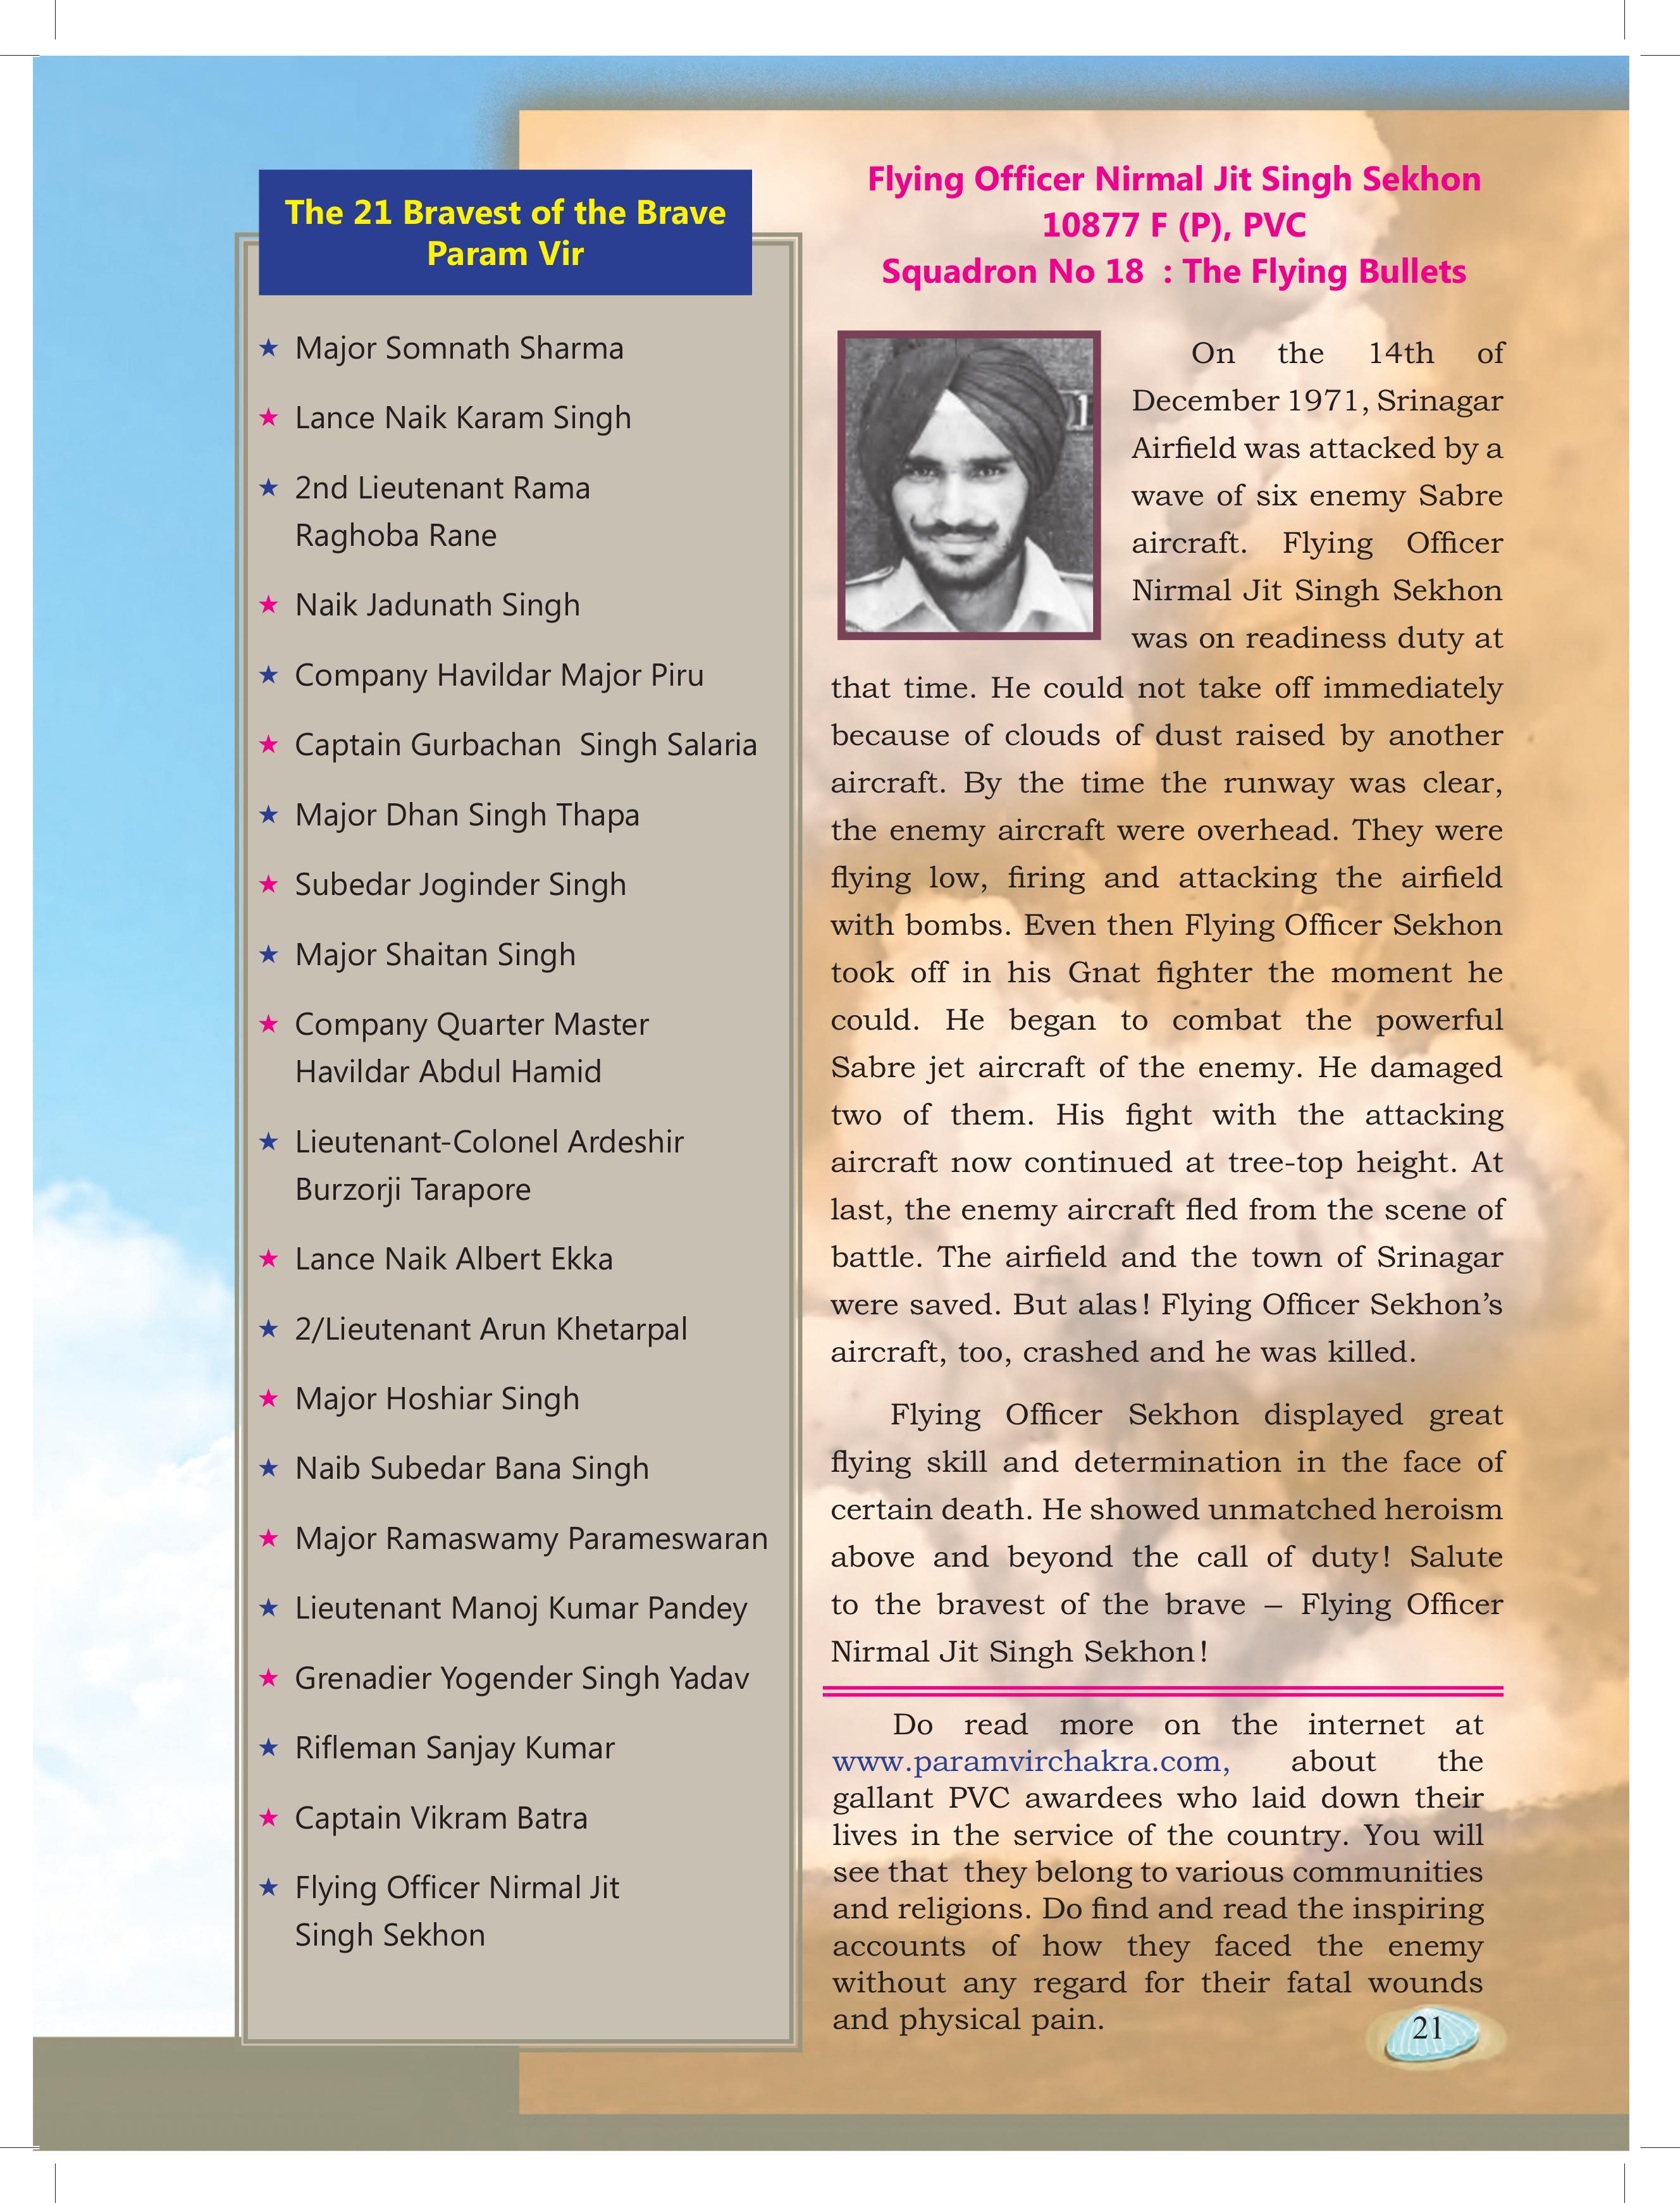 The 21 Bravest of the Brave
Param Vir
Major Somnath Sharma
Lance Naik Karam Singh
2nd Lieutenant Rama
Raghoba Rane
Naik Jadunath Singh
Company Havildar Major Piru
Captain Gurbachan Singh Salaria
Major Dhan Singh Thapa
Subedar Joginder Singh
Major Shaitan Singh
Company Quarter Master
Havildar Abdul Hamid
Lieutenant-Colonel Ardeshir
Burzorji Tarapore
Lance Naik Albert Ekka
2/Lieutenant Arun Khetarpal
Major Hoshiar Singh
Naib Subedar Bana Singh
Major Ramaswamy Parameswaran
Lieutenant Manoj Kumar Pandey
Grenadier Yogender Singh Yadav
Rifleman Sanjay Kumar
Captain Vikram Batra
Flying Officer Nirmal Jit
Singh Sekhon
Flying Officer Nirmal Jit Singh Sekhon
10877 F (P), PVC
Squadron No 18 : The Flying Bullets
On the 14th of
December 1971, Srinagar
Airfield was attacked by a
wave of six enemy Sabre
aircraft. Flying Officer
Nirmal Jit Singh Sekhon
was on readiness duty at
that time. He could not take off immediately
because of clouds of dust raised by another
aircraft. By the time the runway was clear,
the enemy aircraft were overhead. They were
flying low, firing and attacking the airfield
with bombs. Even then Flying Officer Sekhon
took off in his Gnat fighter the moment he
could. He began to combat the powerful
Sabre jet aircraft of the enemy. He damaged
two of them. His fight with the attacking
aircraft now continued at tree-top height. At
last, the enemy aircraft fled from the scene of
battle. The airfield and the town of Srinagar
were saved. But alas! Flying Officer Sekhon's
aircraft, too, crashed and he was killed.
Flying Officer Sekhon displayed great
flying skill and determination in the face of
certain death. He showed unmatched heroism
above and beyond the call of duty! Salute
to the bravest of the brave – Flying Officer
Nirmal Jit Singh Sekhon!
Do read more on the internet at
www.paramvirchakra.com, about the
gallant PVC awardees who laid down their
lives in the service of the country. You will
see that they belong to various communities
and religions. Do find and read the inspiring
accounts of how they faced the enemy
without any regard for their fatal wounds
and physical pain.
21